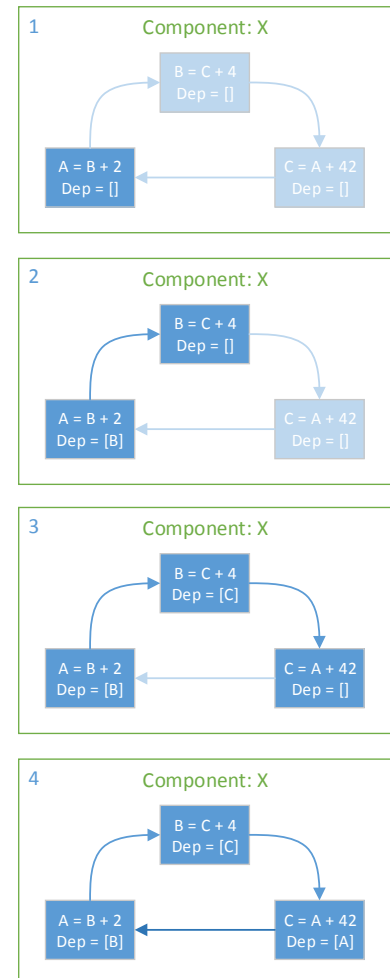 1
Component: X
B = C + 4
Dep = []
A = B + 2
Dep = []
C = A + 42
Dep = []
2
Component: X
B = C + 4
Dep = []
A = B + 2
Dep = [B]
C = A + 42
Dep = []
3
Component: X
B = C + 4
Dep = [C]
A = B + 2
Dep = [B]
C = A + 42
Dep = []
4
Component: X
B = C + 4
Dep = [C]
A = B + 2
Dep = [B]
C = A + 42
Dep = [A]